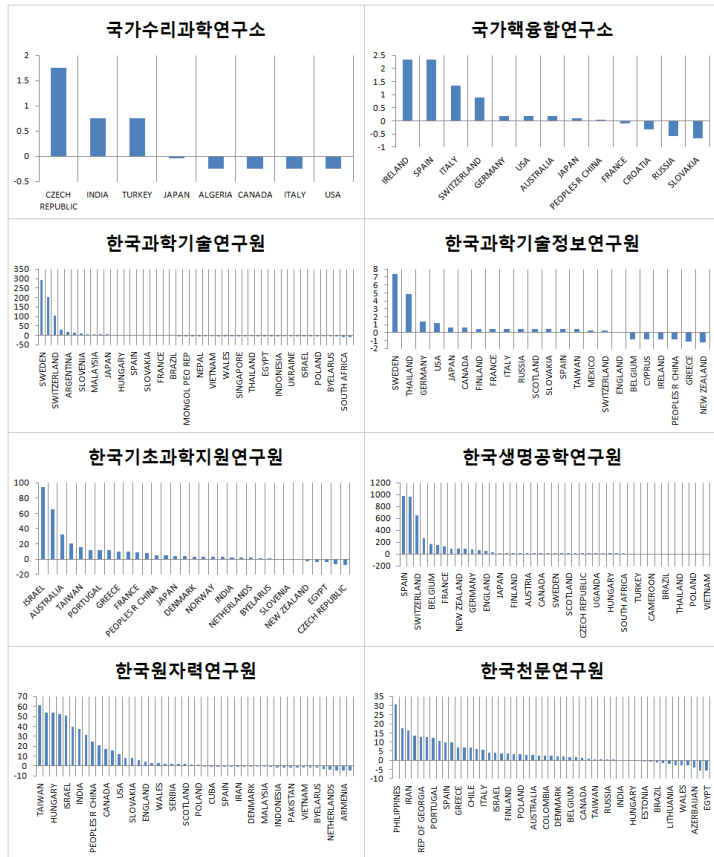 국가수리과학연구소
2
1.5
1
0.5
0
-0.5
CZECH REPUBLIC INDIA TURKEY JAPAN ALGERIA CANADA ITALY USA
국가핵융합연구소
2.5
2
1.5
1
0.5
0
-0.5
-1
IRELAND
SPAIN
ITALY
SWITZERLAND
GERMANY
USA
AUSTRALIA
JAPAN
PEOPLES R CHINA
FRANCE
CROATIA
RUSSIA
SLOVAKIA
한국과학기술연구원
350
300
250
200
150
100
50
0
-50
SWEDEN
SWITZERLAND
ARGENTINA
SLOVENIA
MALAYSIA
JAPAN
HUNGARY
SPAIN
SLOVAKIA
FRANCE
BRAZIL
MONGOL PEO REP
NEPAL
VIETNAM
WALES
SINGAPORE
THAILAND
EGYPT
INDONESIA
UKRAINE
ISRAEL
POLAND
BYELARUS
SOUTH AFRICA
한국과학기술정보연구원
8
7
6
5
4
3
2
1
0
-1
-2
SWEDEN
THAILAND
GERMANY
USA
JAPAN
CANADA
FINLAND
FRANCE
ITALY
RUSSIA
SCOTLAND
SLOVAKIA
SPAIN
TAIWAN
MEXICO
SWITZERLAND
ENGLAND
BELGIUM
CYPRUS
IRELAND
PEOPLES R CHINA
GREECE
NEW ZEALAND
한국기초과학지원연구원
100
80
60
40
20
0
-20
ISRAEL
AUSTRALIA
TAIWAN
PORTUGAL
GREECE
FRANCE
PEOPLES R CHINA
JAPAN
DENMARK
NORWAY
INDIA
NETHERLANDS
BYELARUS
SLOVENIA
NEW ZEALAND
EGYPT
CZECH REPUBLIC
한국생명공학연구원
1200
1000
800
600
400
200
0
-200
SPAIN
SWITZERLAND
BELGIUM
FRANCE
NEW ZEALAND
GERMANY
ENGLAND
JAPAN
FINLAND
AUSTRIA
CANADA
SWEDEN
SCOTLAND
CZECH REPUBLIC
UGANDA
HUNGARY
SOUTH AFRICA
TURKEY
CAMEROON
BRAZIL
THAILAND
POLAND
VIETNAM
한국원자력연구원
70
60
50
40
30
20
10
0
-10
TAIWAN
HUNGARY
ISRAEL
INDIA
PEOPLES R CHINA
CANADA
USA
SLOVAKIA
ENGLAND
WALES
SERBIA
SCOTLAND
POLAND
CUBA
SPAIN
IRAN
DENMARK
MALAYSIA
INDONESIA
PAKISTAN
VIETNAM
BYELARUS
NETHERLANDS
ARMENIA
한국천문연구원
35
30
25
20
15
10
5
0
-5
-10
PHILIPPINES
IRAN
REP OF GEORGIA
PORTUGAL
SPAIN
GREECE
CHILE
ITALY
ISRAEL
FINLAND
POLAND
AUSTRALIA
COLOMBIA
DENMARK
BELGIUM
CANADA
TAIWAN
RUSSIA
INDIA
HUNGARY
ESTONIA
BRAZIL
LITHUANIA
WALES
AZERBAIJAN
EGYPT